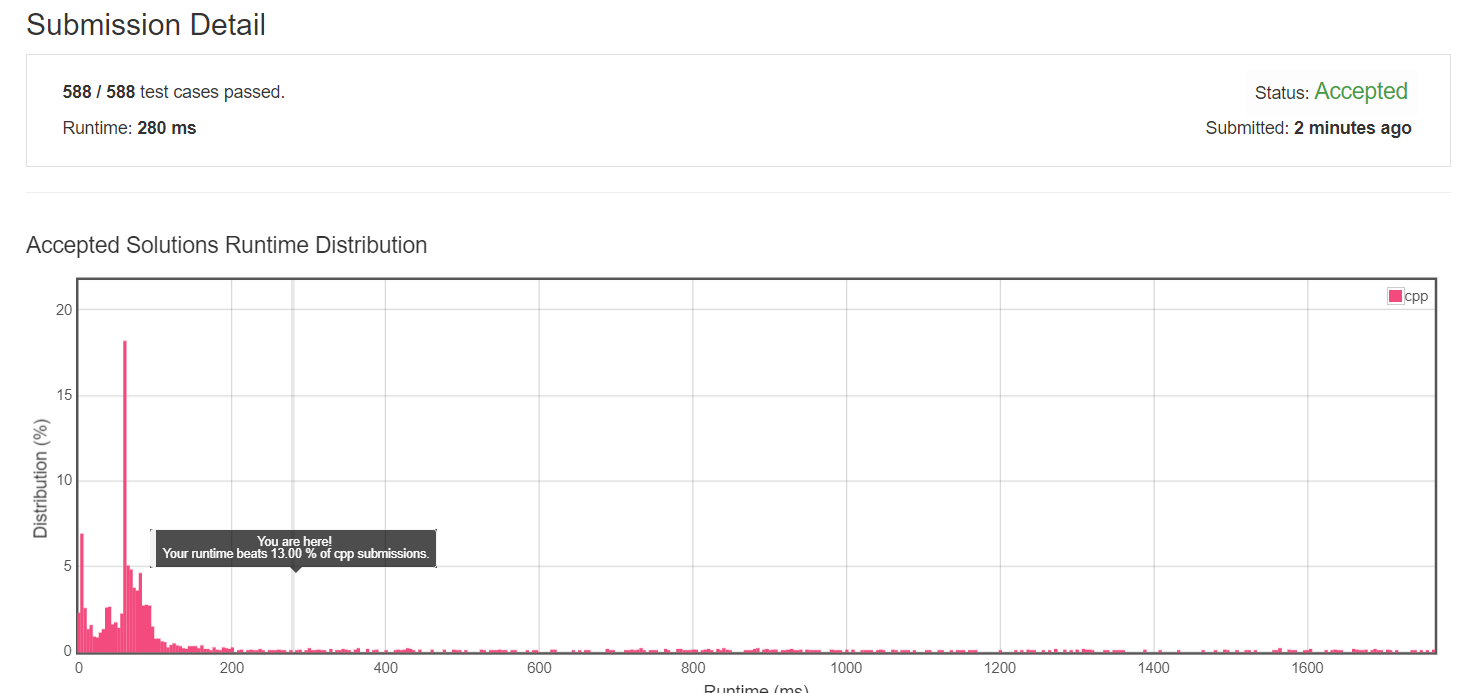 Submission Detail
588 / 588 test cases passed.
Status: Accepted
Runtime: 280 ms
Submitted: 2 minutes ago
Accepted Solutions Runtime Distribution
cpp
20
15
10
5
0
Distribution (%)
You are here!
Your runtime beats 13.00 % of cpp submissions.
0 200 400 600 800 1000 1200 1400 1600
Runtime (ms)